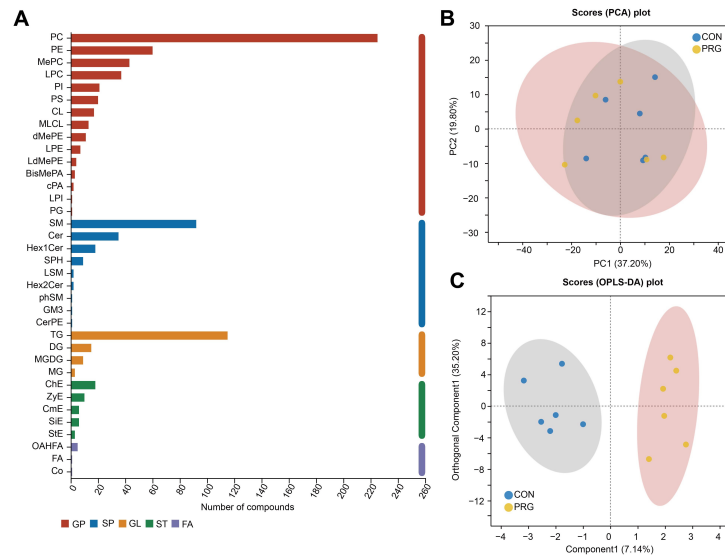 A
PC
PE
MePC
LPC
PI
PS
CL
MLCL
dMePE
LPE
LdMePE
BisMePA
cPA
LPI
PG
SM
Cer
Hex1Cer
SPH
LSM
Hex2Cer
phSM
GM3
CerPE
TG
DG
MGDG
MG
ChE
ZyE
CmE
SiE
StE
OAHFA
FA
Co
0 20 40 60 80 100 120 140 160 180 200 220 240 260
Number of compounds
GP SP GL ST FA
B
Scores (PCA) plot
CON
PRG
PC2 (19.80%)
30
20
10
0
−10
−20
−30
−40 −20 0 20 40
PC1 (37.20%)
C
Scores (OPLS-DA) plot
Orthogonal Component1 (35.20%)
12
8
4
0
−4
−8
−12
CON
PRG
−4 −3 −2 −1 0 1 2 3 4
Component1 (7.14%)